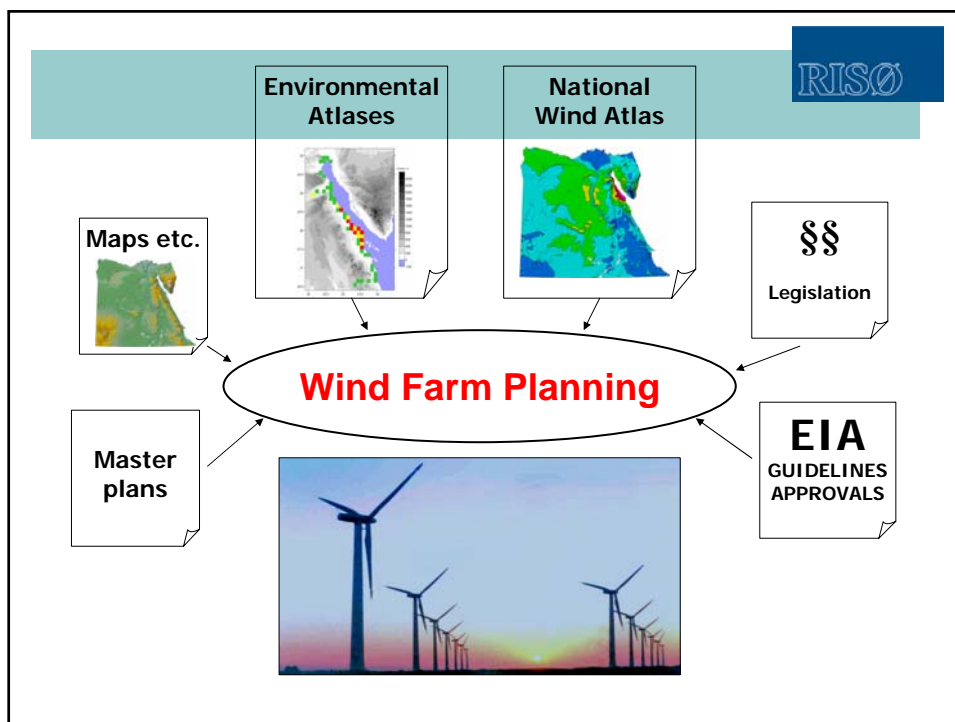 RISØ
Environmental
Atlases
National
Wind Atlas
Maps etc.
§§
Legislation
Wind Farm Planning
Master
plans
EIA
GUIDELINES
APPROVALS